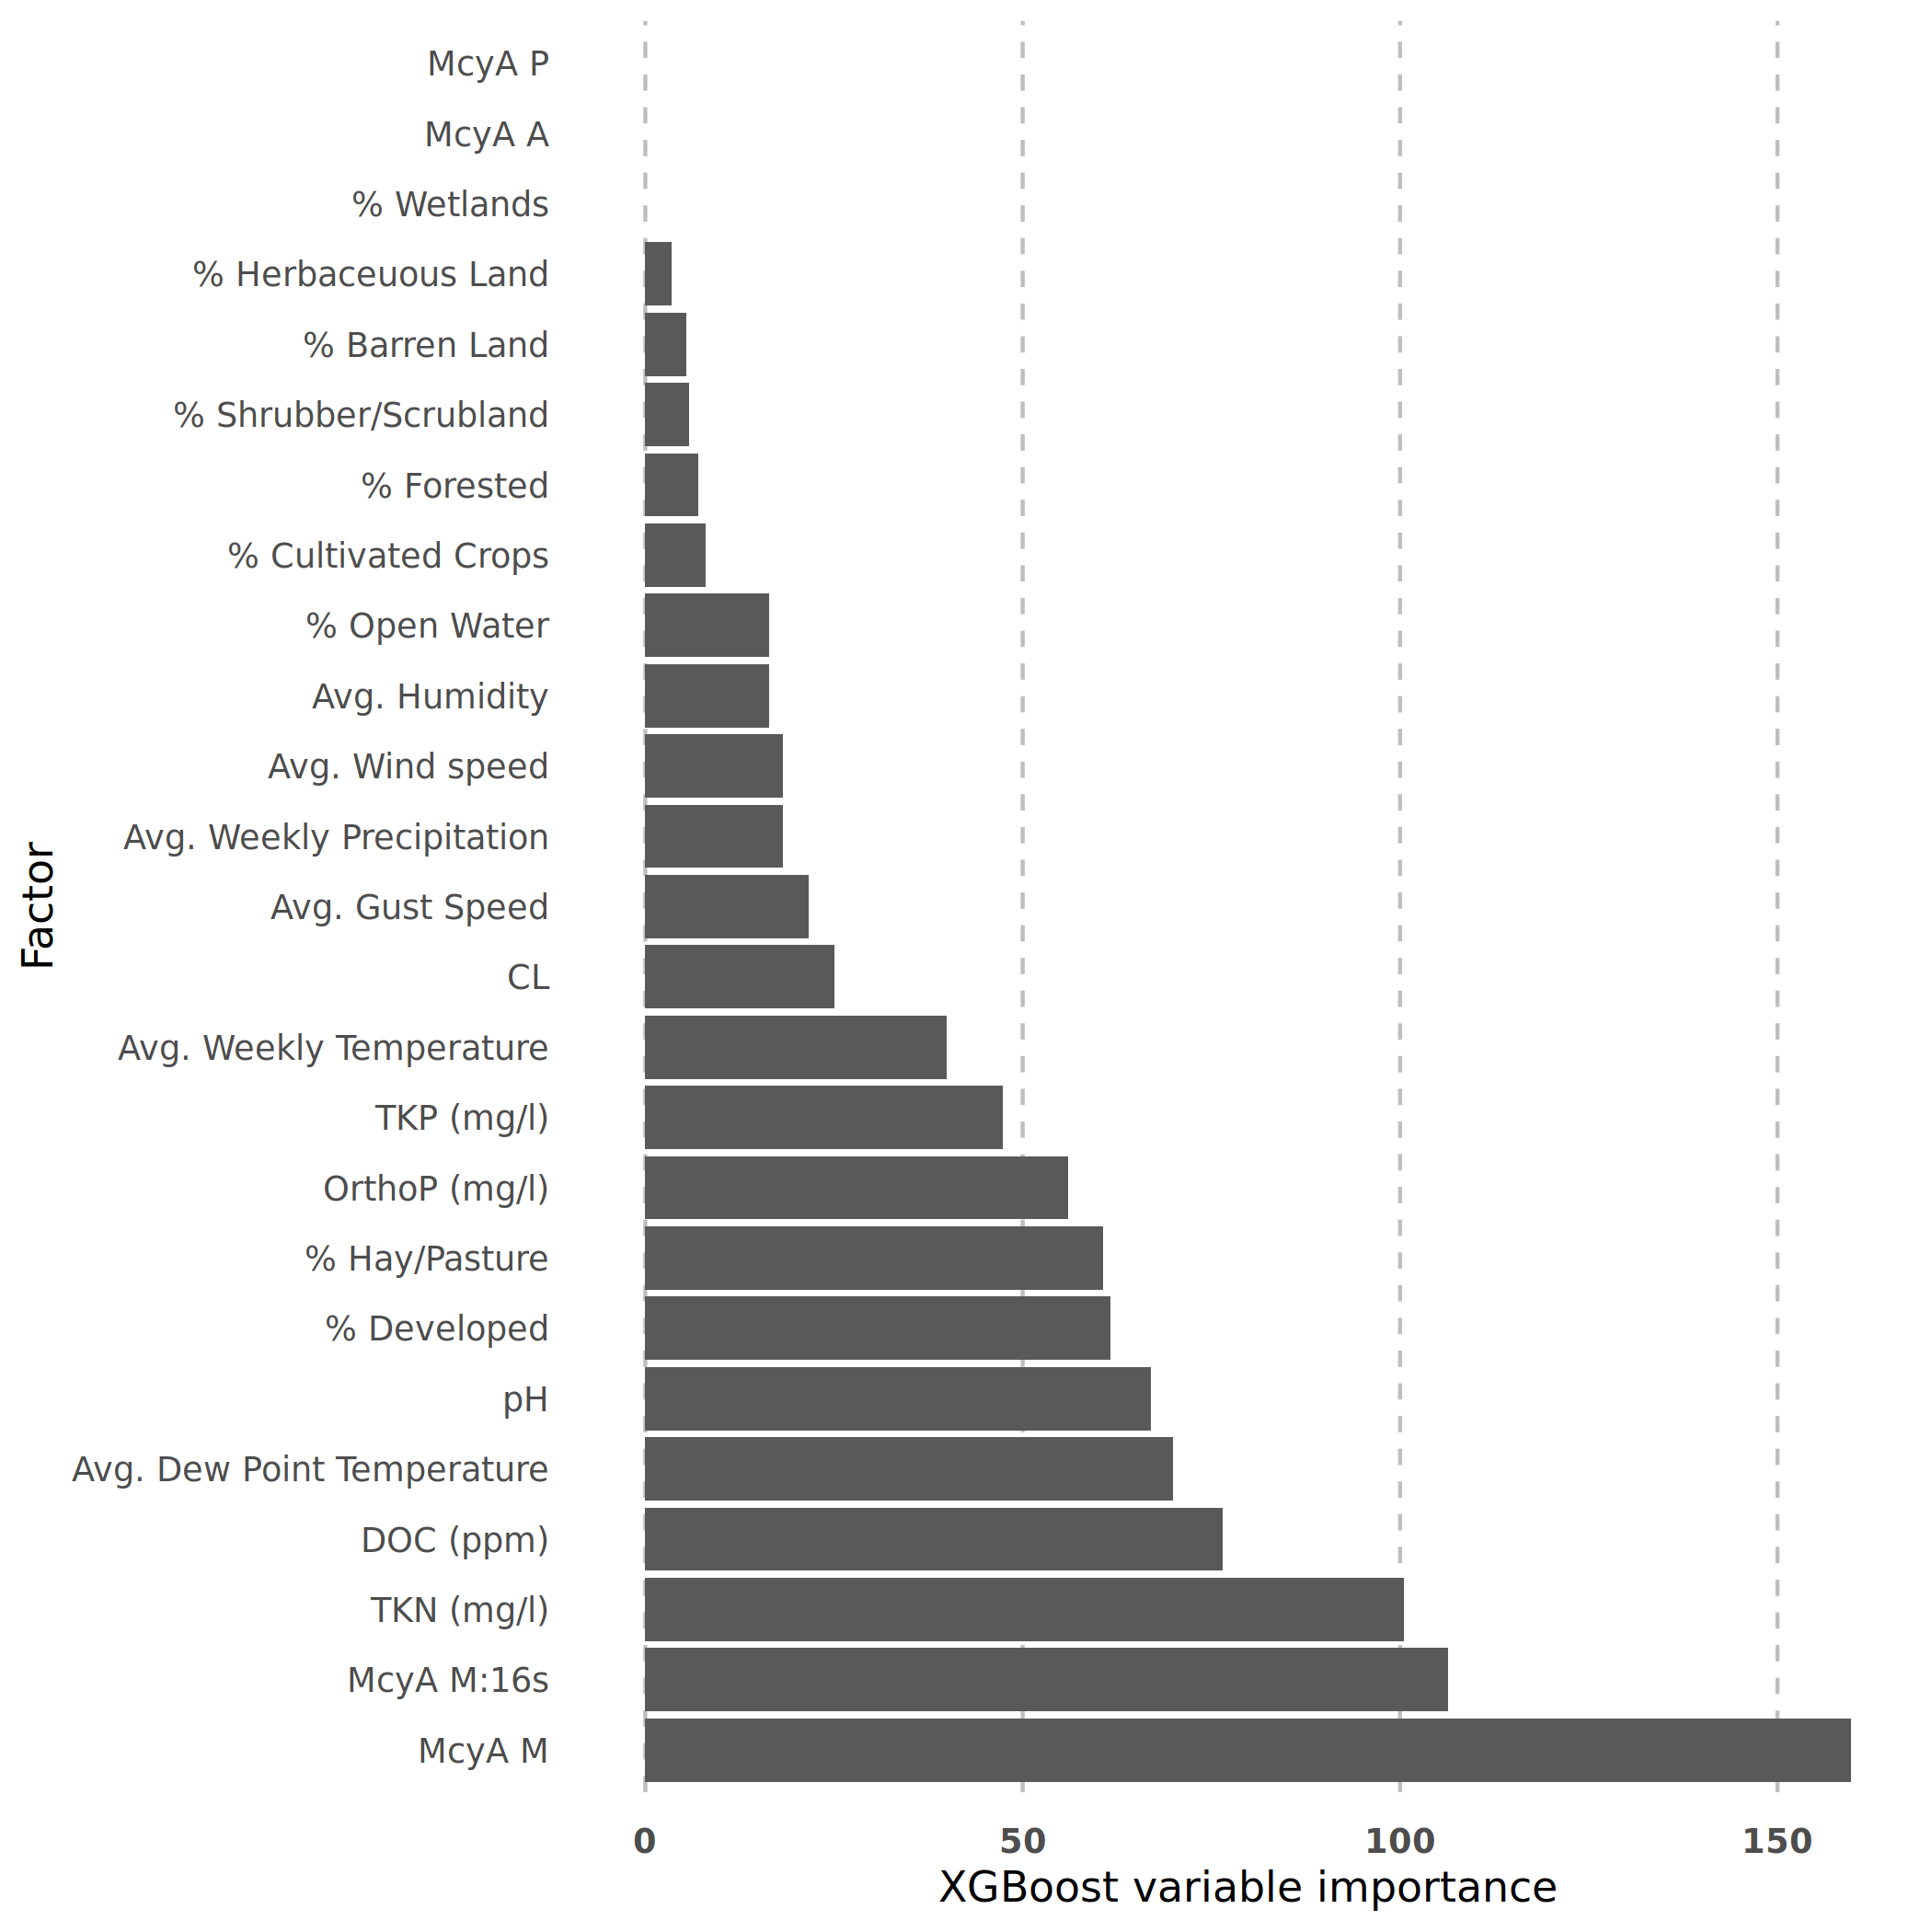 McyA P
McyA A
% Wetlands
% Herbaceuous Land
% Barren Land
% Shrubber/Scrubland
% Forested
% Cultivated Crops
% Open Water
Avg. Humidity
Avg. Wind speed
Avg. Weekly Precipitation
Avg. Gust Speed
CL
Avg. Weekly Temperature
TKP (mg/l)
OrthoP (mg/l)
% Hay/Pasture
% Developed
pH
Avg. Dew Point Temperature
DOC (ppm)
TKN (mg/l)
McyA M:16s
McyA M
Factor
0 50 100 150
XGBoost variable importance